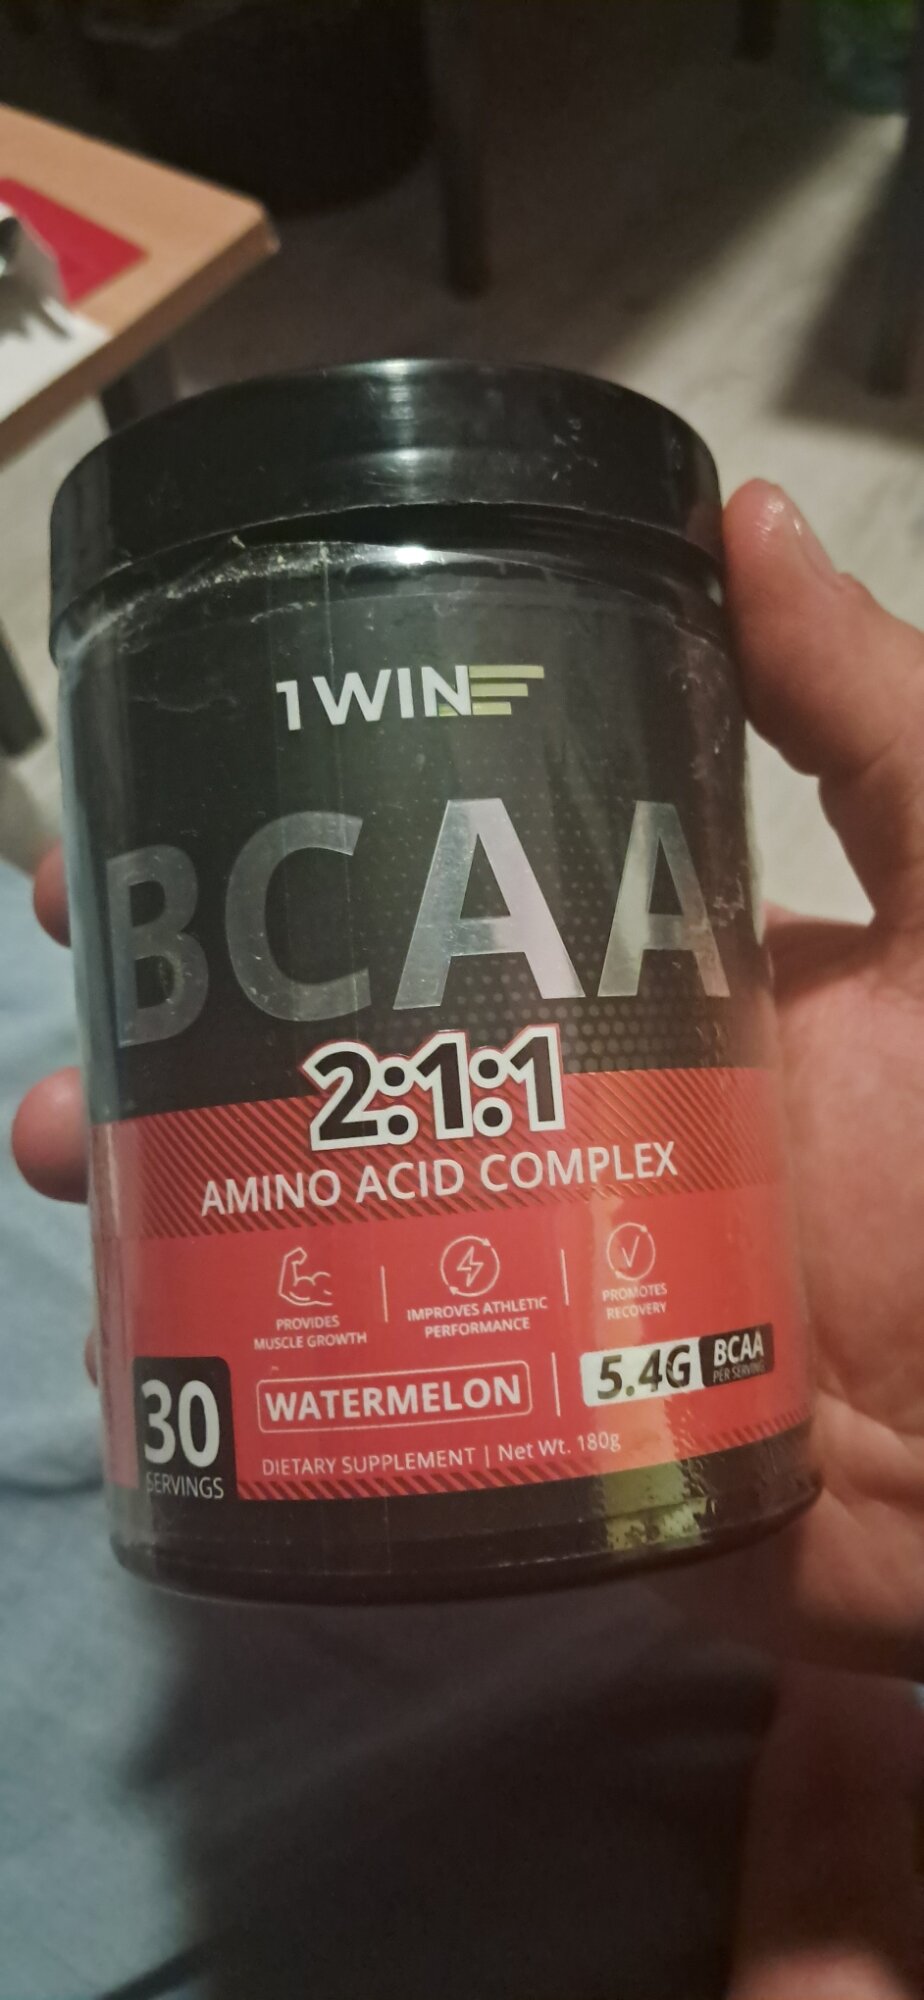 1WIN
BCAA
2:1:1
AMINO ACID COMPLEX
PROVIDES
MUSCLE GROWTH
IMPROVES ATHLETIC
PERFORMANCE
PROMOTES
RECOVERY
30
SERVINGS
WATERMELON
5.4G
BCAA
PER SERVING
DIETARY SUPPLEMENT | Net Wt. 180g